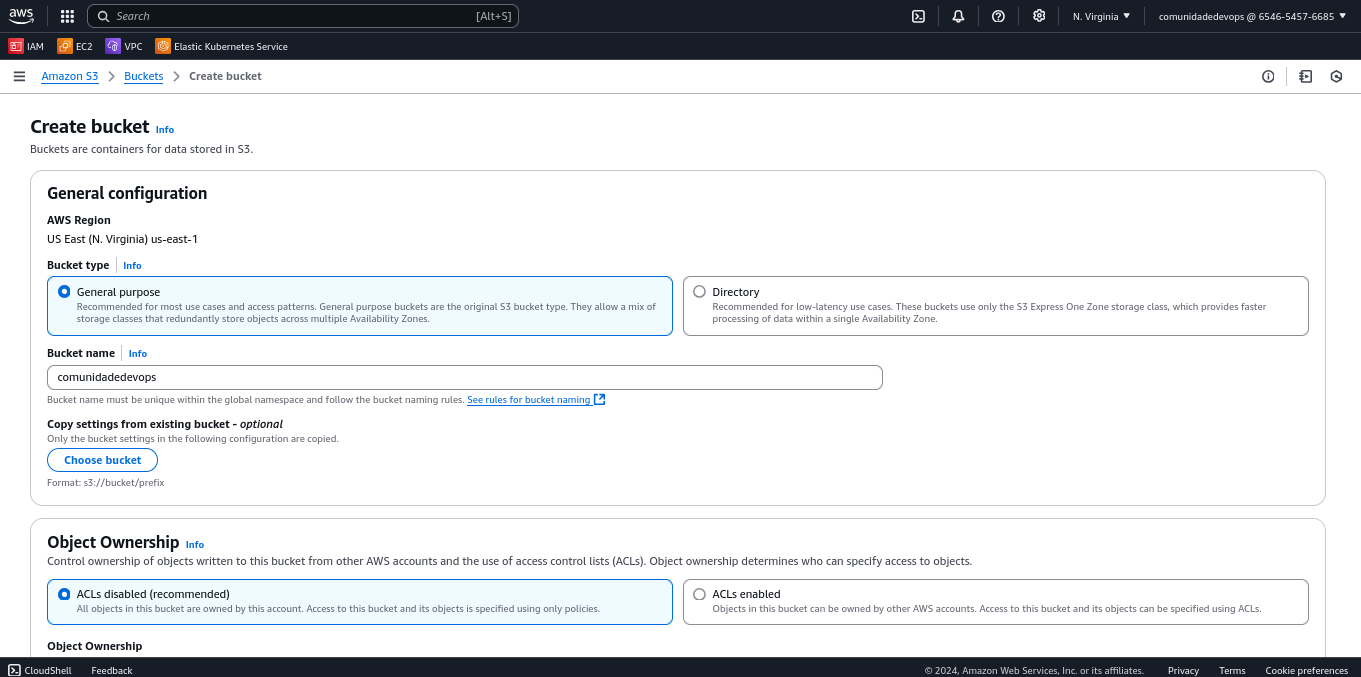 aws Search [Alt+S] N. Virginia comunidadedevops @ 6546-5457-6685
IAM EC2 VPC Elastic Kubernetes Service
Amazon S3 Buckets Create bucket
Create bucket Info
Buckets are containers for data stored in S3.
General configuration
AWS Region
US East (N. Virginia) us-east-1
Bucket type Info
General purpose
Recommended for most use cases and access patterns. General purpose buckets are the original S3 bucket type. They allow a mix of
storage classes that redundantly store objects across multiple Availability Zones.
Directory
Recommended for low-latency use cases. These buckets use only the S3 Express One Zone storage class, which provides faster
processing of data within a single Availability Zone.
Bucket name Info
comunidadedevops
Bucket name must be unique within the global namespace and follow the bucket naming rules. See rules for bucket naming
Copy settings from existing bucket - optional
Only the bucket settings in the following configuration are copied.
Choose bucket
Format: s3://bucket/prefix
Object Ownership Info
Control ownership of objects written to this bucket from other AWS accounts and the use of access control lists (ACLs). Object ownership determines who can specify access to objects.
ACLs disabled (recommended)
All objects in this bucket are owned by this account. Access to this bucket and its objects is specified using only policies.
ACLs enabled
Objects in this bucket can be owned by other AWS accounts. Access to this bucket and its objects can be specified using ACLs.
Object Ownership
CloudShell Feedback © 2024, Amazon Web Services, Inc. or its affiliates. Privacy Terms Cookie preferences